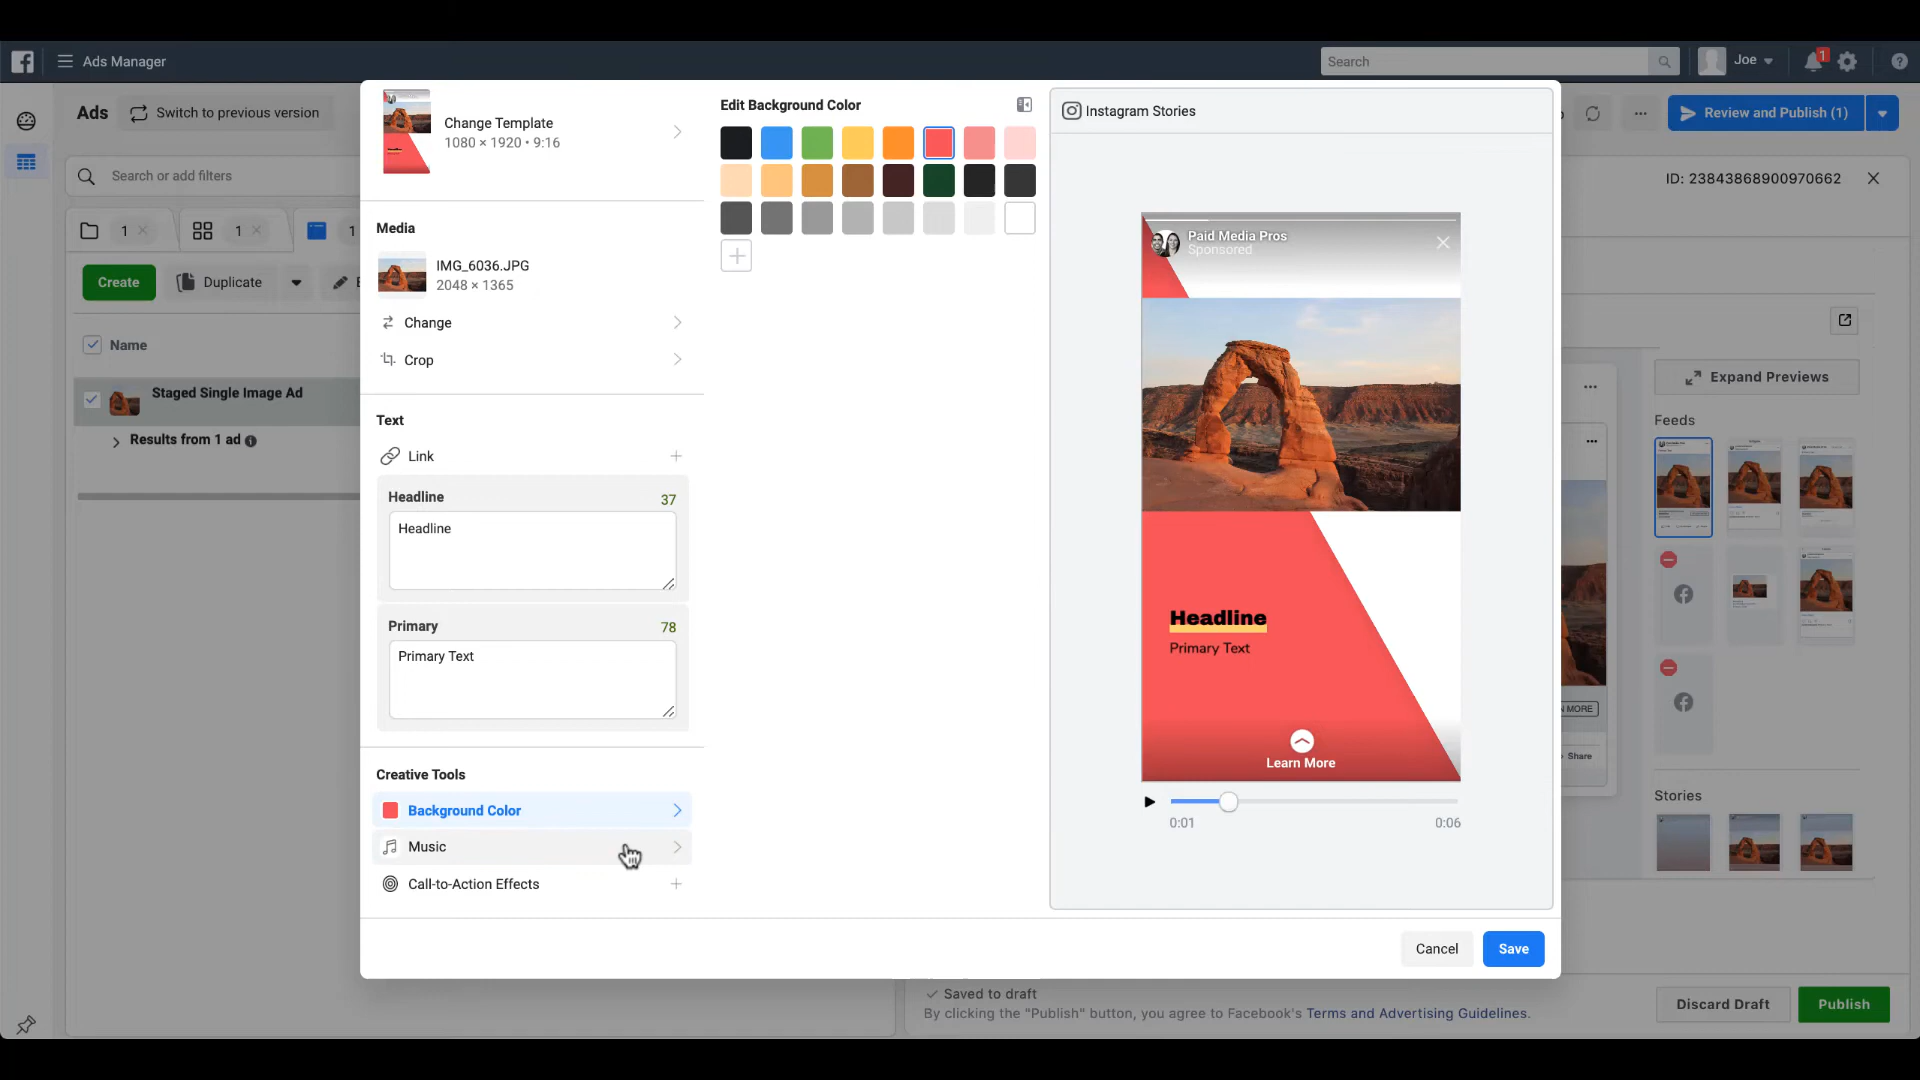 Ads Manager
Search
Joe
1
Ads
Switch to previous version
Review and Publish (1)
Search or add filters
ID: 23843868900970662
1
1
1
Create
Duplicate
E
Name
Staged Single Image Ad
Results from 1 ad
Change Template
1080 × 1920 • 9:16
Media
IMG_6036.JPG
2048 × 1365
Change
Crop
Text
Link
Headline
37
Headline
Primary
78
Primary Text
Creative Tools
Background Color
Music
Call-to-Action Effects
Edit Background Color
Instagram Stories
Paid Media Pros
Sponsored
Headline
Primary Text
Learn More
0:01
0:06
Cancel
Save
Expand Previews
Feeds
N MORE
Share
Stories
Saved to draft
By clicking the "Publish" button, you agree to Facebook's Terms and Advertising Guidelines.
Discard Draft
Publish